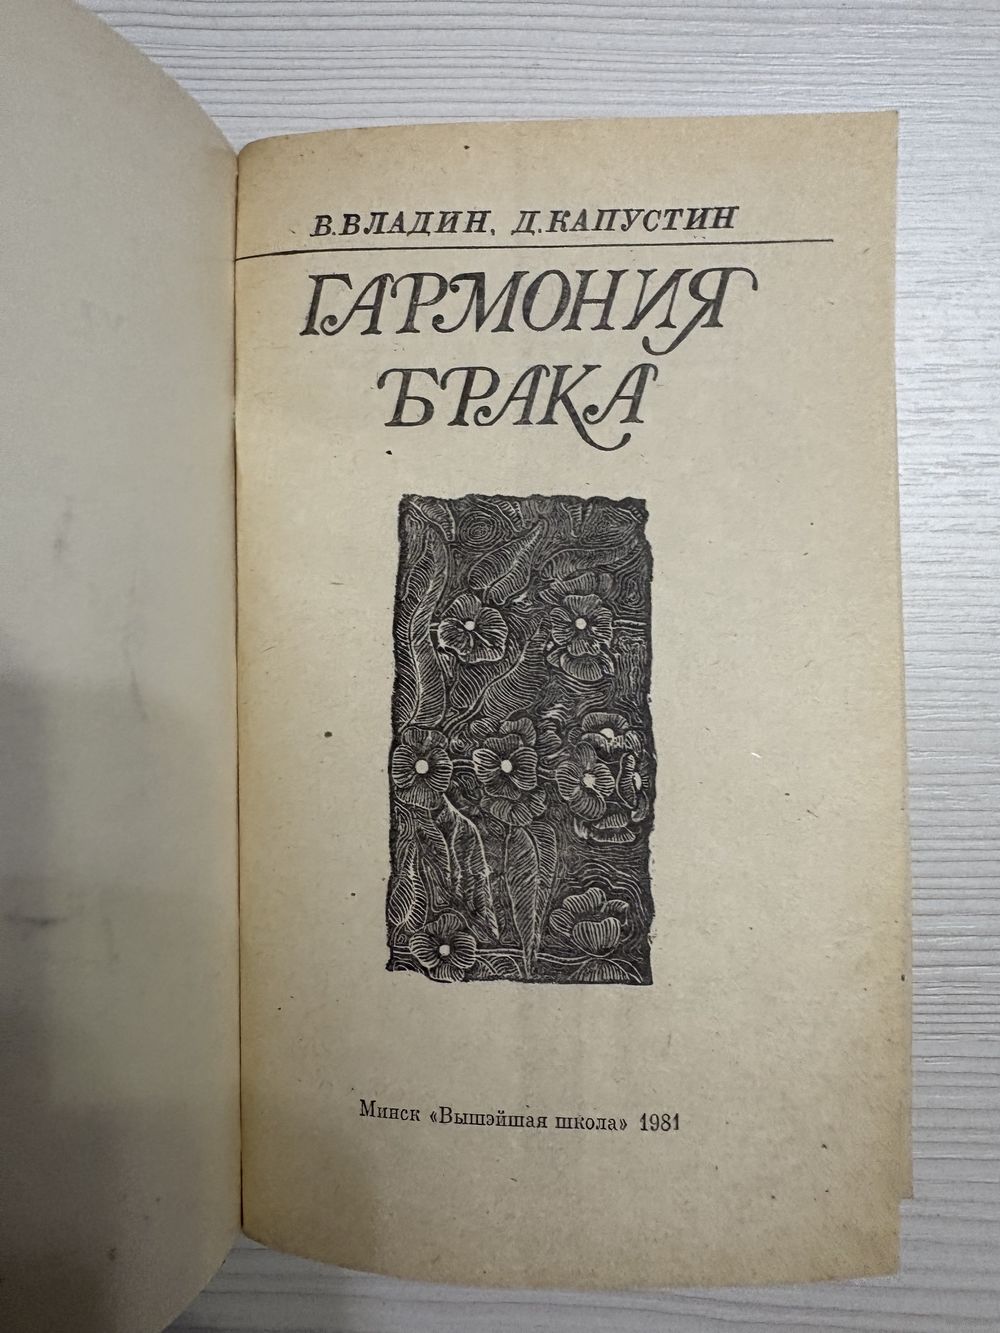 В. ВЛАДИН, Д. КАПУСТИН
ГАРМОНИЯ
БРАКА
Минск «Вышэйшая школа» 1981